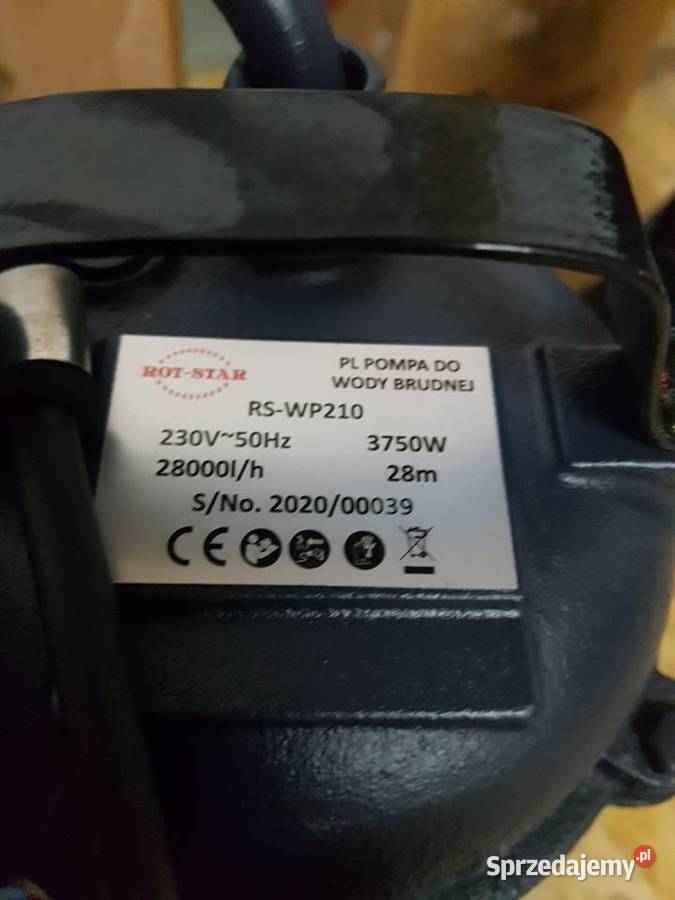 ROT-STAR
PL POMPA DO
WODY BRUDNEJ
RS-WP210
230V~50Hz 3750W
28000l/h 28m
S/No. 2020/00039
CE
Sprzedajemy.pl